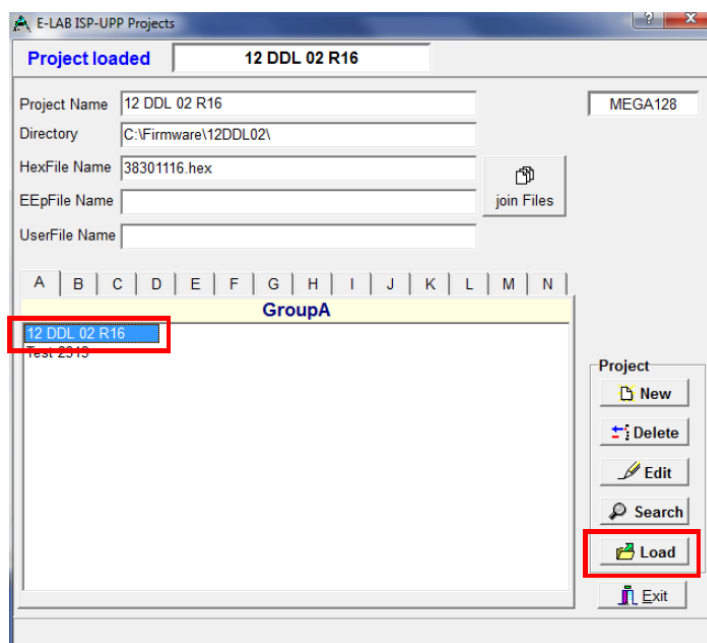 E-LAB ISP-UPP Projects
Project loaded 12 DDL 02 R16
Project Name 12 DDL 02 R16 MEGA128
Directory C:\Firmware\12DDL02\
HexFile Name 38301116.hex
EEpFile Name
join Files
UserFile Name
A B C D E F G H I J K L M N
GroupA
12 DDL 02 R16
Test 2313
Project
New
Delete
Edit
Search
Load
Exit